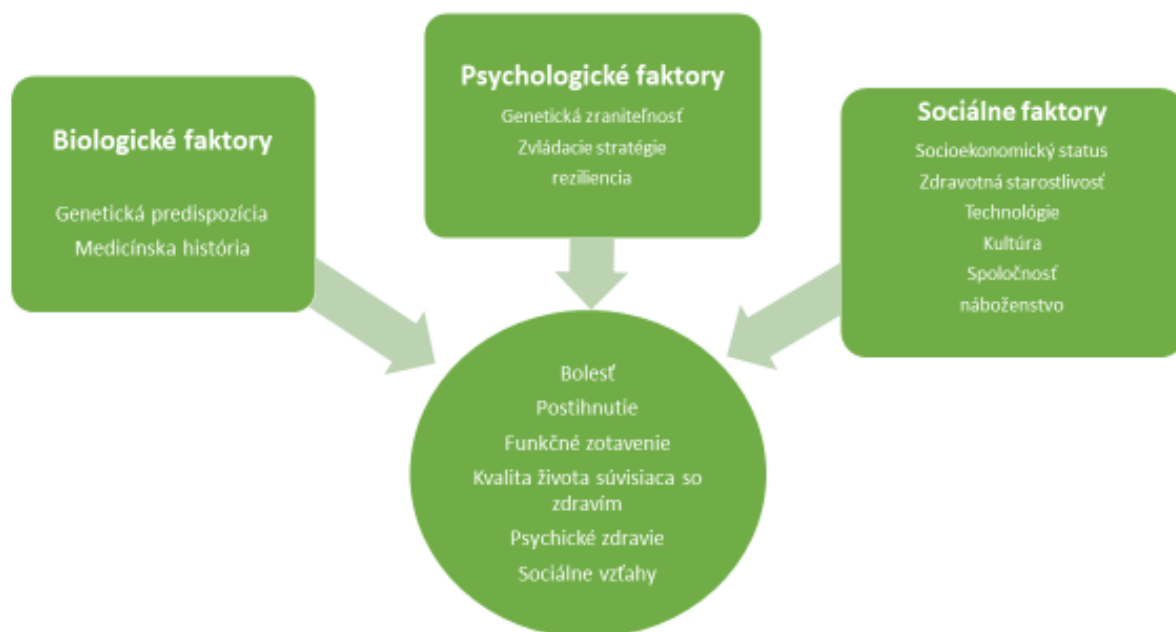 Biologické faktory
Genetická predispozícia
Medicínska história
Psychologické faktory
Genetická zraniteľnosť
Zvládacie stratégie
reziliencia
Sociálne faktory
Socioekonomický status
Zdravotná starostlivosť
Technológie
Kultúra
Spoločnosť
náboženstvo
Bolesť
Postihnutie
Funkčné zotavenie
Kvalita života súvisiaca so
zdravím
Psychické zdravie
Sociálne vzťahy